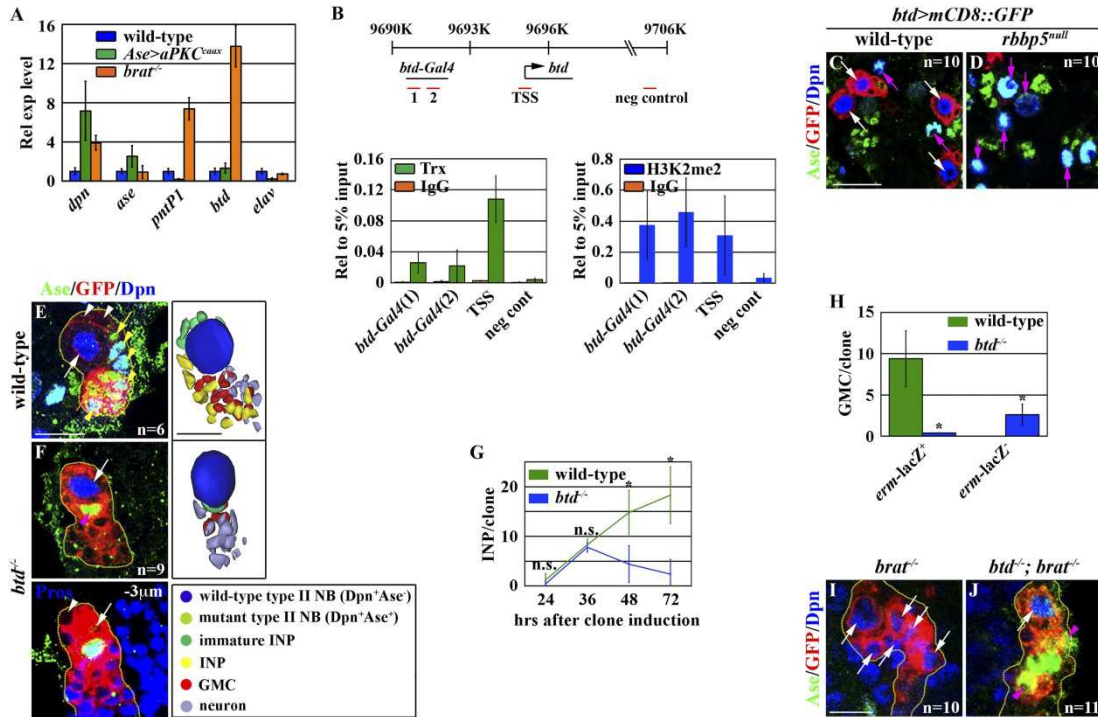 A
wild-type
Ase>aPKCcaax
brat-/-
Rel exp level
16
12
8
4
0
dpn
ase
pntP1
btd
elav
B
9690K
9693K
9696K
9706K
btd-Gal4
btd
1
2
TSS
neg control
Trx
IgG
Rel to 5% input
0.16
0.12
0.08
0.04
0
btd-Gal4(1)
btd-Gal4(2)
TSS
neg cont
H3K2me2
IgG
Rel to 5% input
0.8
0.6
0.4
0.2
0
btd-Gal4(1)
btd-Gal4(2)
TSS
neg cont
btd>mCD8::GFP
wild-type
rbbp5null
Ase/GFP/Dpn
C
n=10
D
n=10
Ase/GFP/Dpn
wild-type
E
n=6
btd-/-
F
n=9
Pros
-3μm
wild-type type II NB (Dpn+Ase-)
mutant type II NB (Dpn+Ase+)
immature INP
INP
GMC
neuron
G
wild-type
btd-/-
INP/clone
20
10
0
n.s.
n.s.
*
*
24
36
48
72
hrs after clone induction
H
wild-type
btd-/-
GMC/clone
15
10
5
0
*
*
erm-lacZ+
erm-lacZ-
brat-/-
btd-/-; brat-/-
Ase/GFP/Dpn
I
n=10
J
n=11